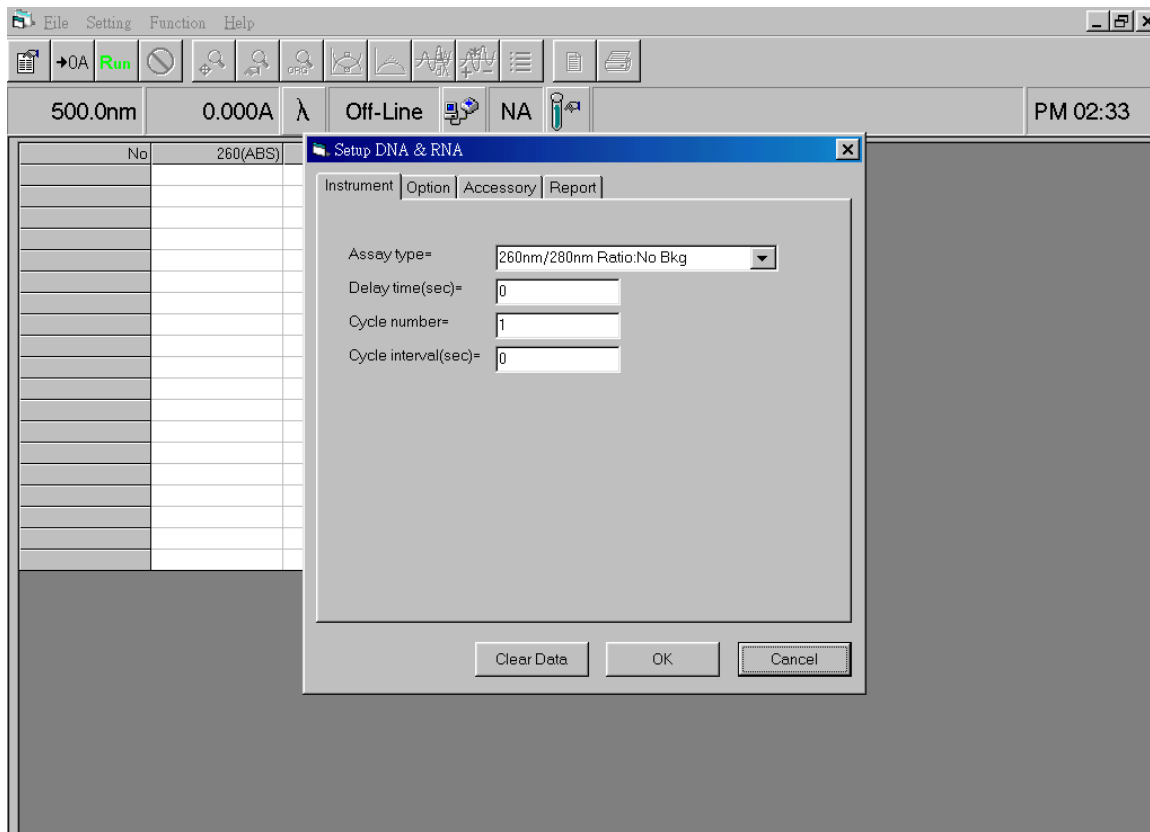 Eile Setting Function Help
→0A Run ORG
500.0nm 0.000A λ Off-Line NA PM 02:33
No 260(ABS)
Setup DNA & RNA
Instrument Option Accessory Report
Assay type= 260nm/280nm Ratio:No Bkg
Delay time(sec)= 0
Cycle number= 1
Cycle interval(sec)= 0
Clear Data OK Cancel